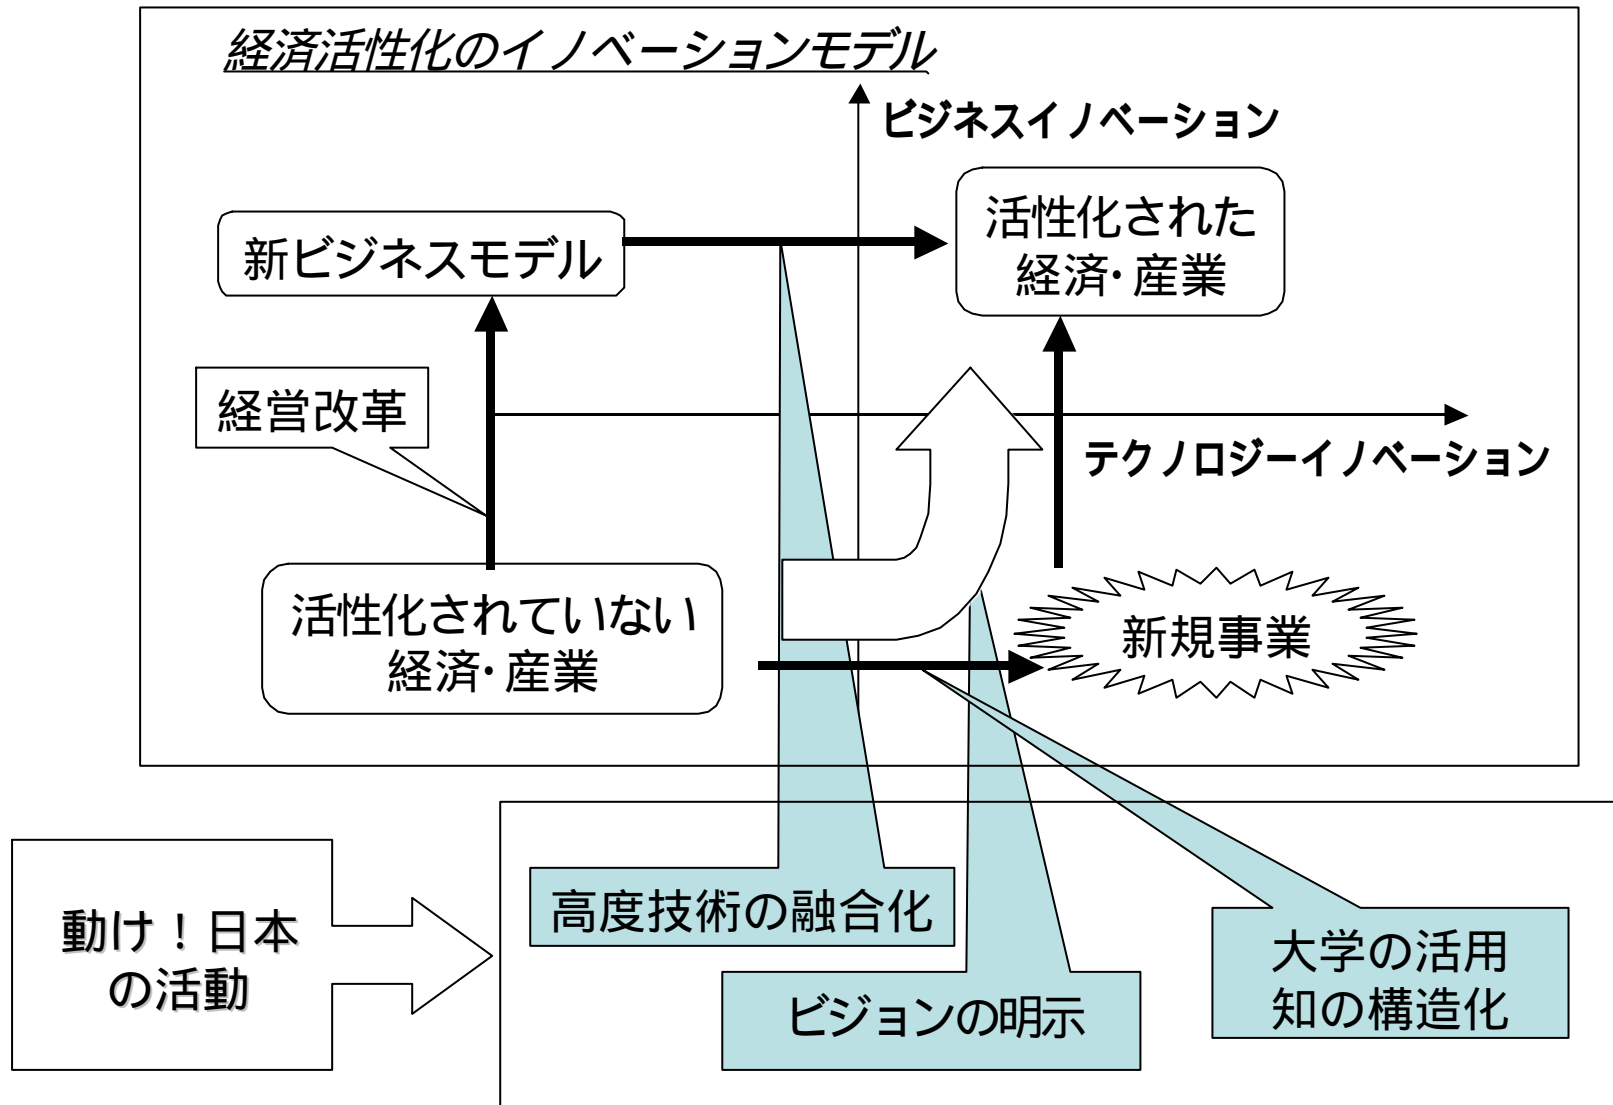 経済活性化のイノベーションモデル
ビジネスイノベーション
活性化された
経済・産業
新ビジネスモデル
経営改革
テクノロジーイノベーション
活性化されていない
経済・産業
新規事業
動け！日本
の活動
高度技術の融合化
ビジョンの明示
大学の活用
知の構造化